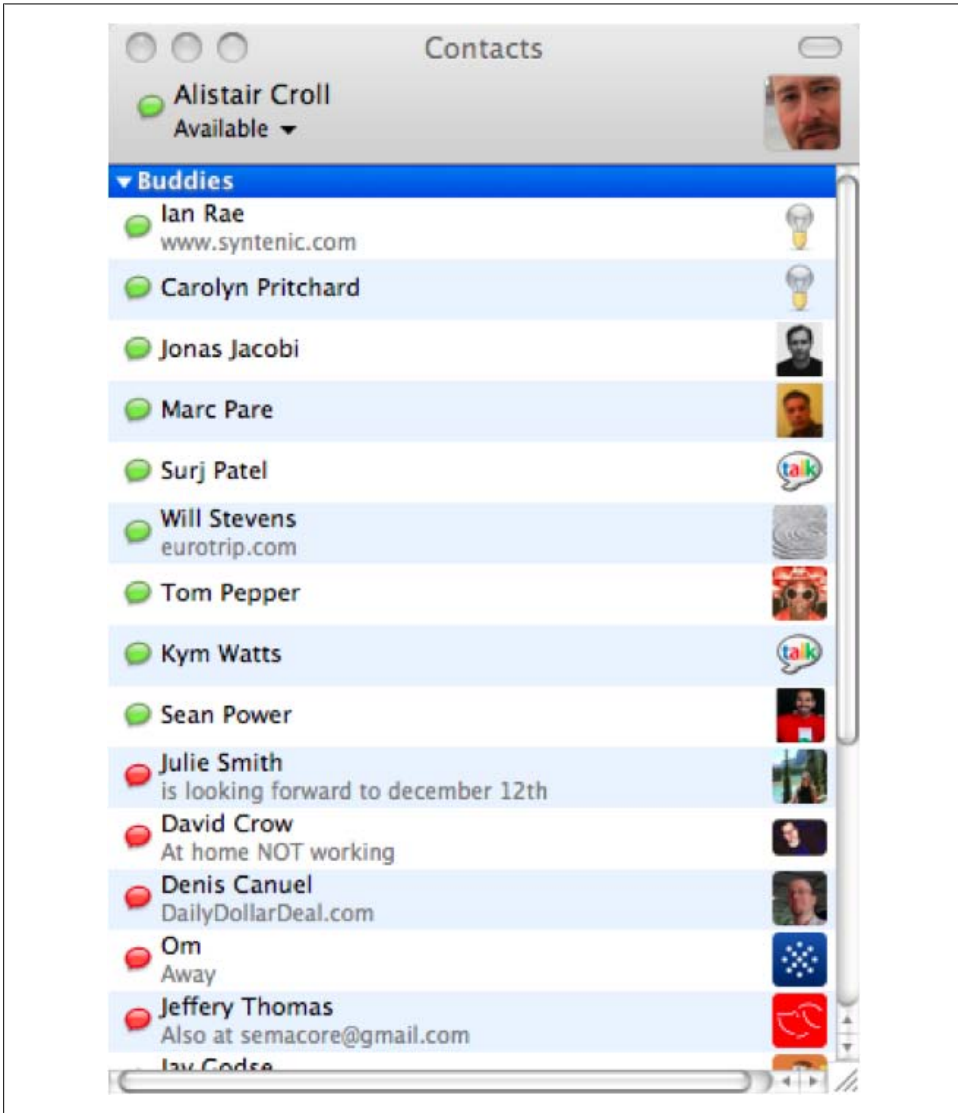 Contacts
Alistair Croll
Available
Buddies
Ian Rae
www.syntenic.com
Carolyn Pritchard
Jonas Jacobi
Marc Pare
Surj Patel
talk
Will Stevens
eurotrip.com
Tom Pepper
Kym Watts
talk
Sean Power
Julie Smith
is looking forward to december 12th
David Crow
At home NOT working
Denis Canuel
DailyDollarDeal.com
Om
Away
Jeffery Thomas
Also at semacore@gmail.com
Jay Godse